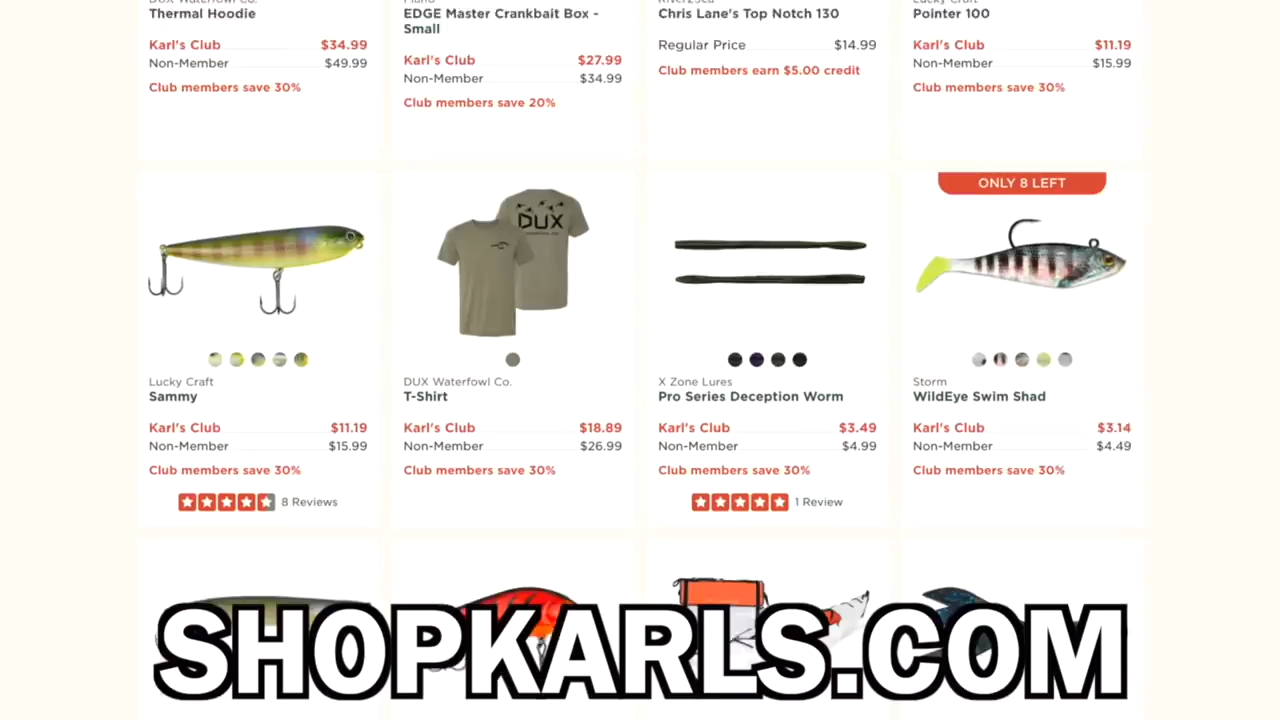 Thermal Hoodie
Karl's Club $34.99
Non-Member $49.99
Club members save 30%
EDGE Master Crankbait Box -
Small
Karl's Club $27.99
Non-Member $34.99
Club members save 20%
Chris Lane's Top Notch 130
Regular Price $14.99
Club members earn $5.00 credit
Pointer 100
Karl's Club $11.19
Non-Member $15.99
Club members save 30%
Lucky Craft
Sammy
Karl's Club $11.19
Non-Member $15.99
Club members save 30%
8 Reviews
DUX
DUX Waterfowl Co.
T-Shirt
Karl's Club $18.89
Non-Member $26.99
Club members save 30%
X Zone Lures
Pro Series Deception Worm
Karl's Club $3.49
Non-Member $4.99
Club members save 30%
1 Review
ONLY 8 LEFT
Storm
WildEye Swim Shad
Karl's Club $3.14
Non-Member $4.49
Club members save 30%
SHOPKARLS.COM